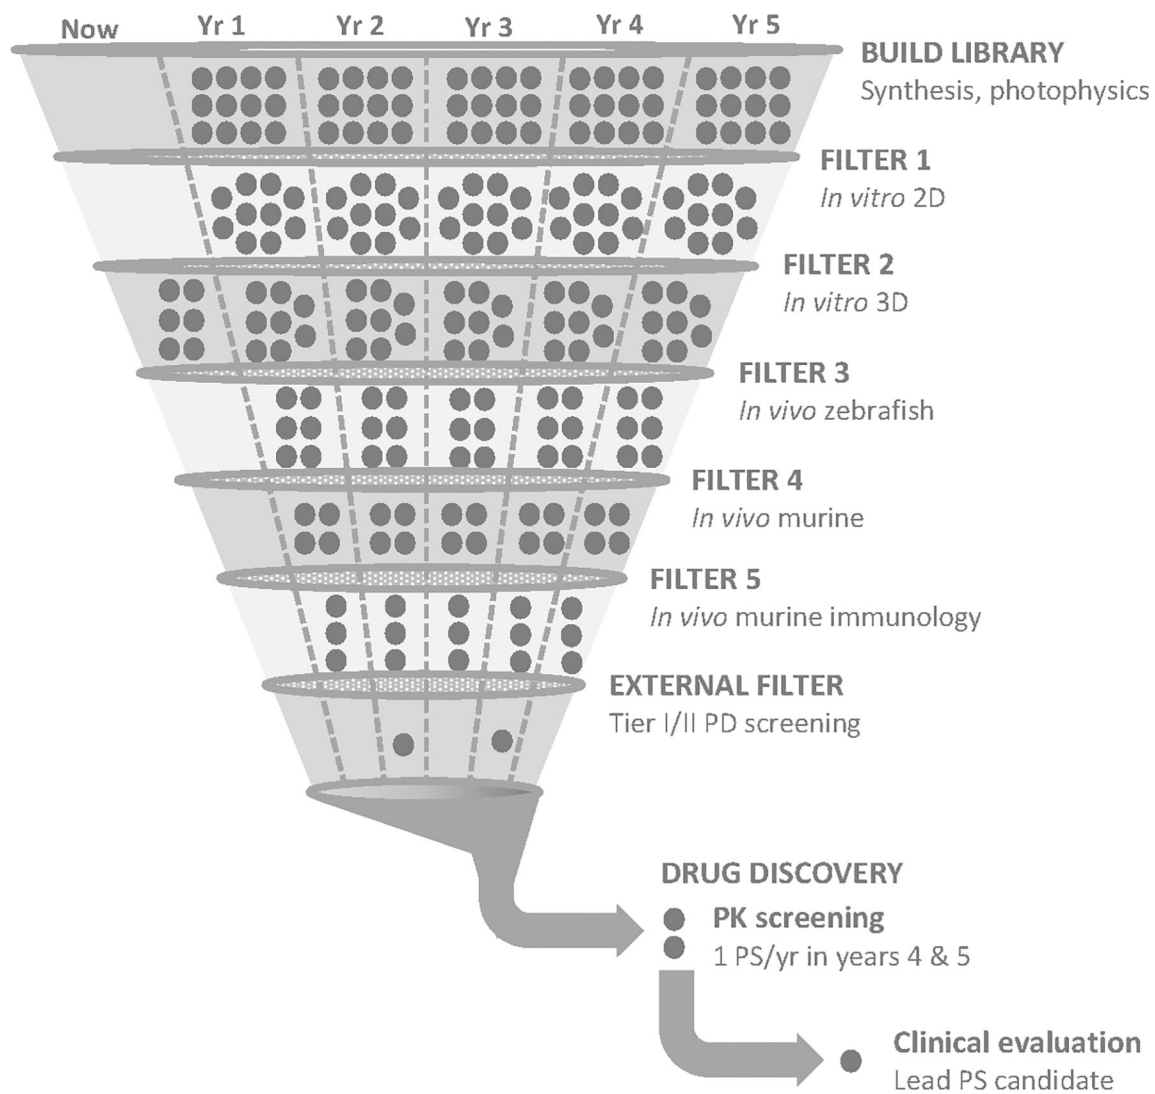 Now Yr 1 Yr 2 Yr 3 Yr 4 Yr 5
BUILD LIBRARY
Synthesis, photophysics
FILTER 1
In vitro 2D
FILTER 2
In vitro 3D
FILTER 3
In vivo zebrafish
FILTER 4
In vivo murine
FILTER 5
In vivo murine immunology
EXTERNAL FILTER
Tier I/II PD screening
DRUG DISCOVERY
PK screening
1 PS/yr in years 4 & 5
Clinical evaluation
Lead PS candidate